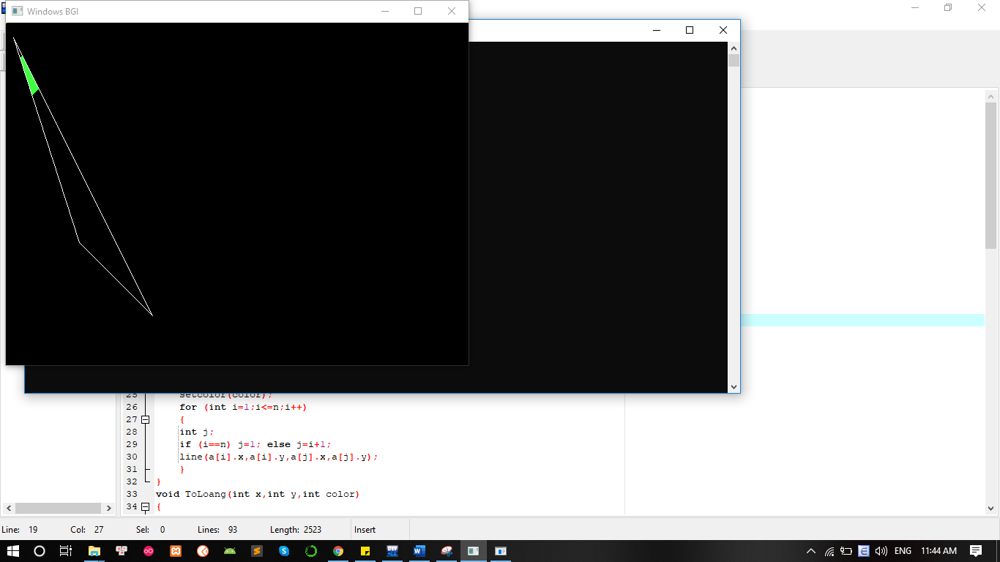 Windows BGI
25 setcolor(color);
26 for (int i=1;i<=n;i++)
27 {
28 int j;
29 if (i==n) j=1; else j=i+1;
30 line(a[i].x,a[i].y,a[j].x,a[j].y);
31 }
32 }
33 void ToLoang(int x,int y,int color)
34 {
Line: 19 Col: 27 Sel: 0 Lines: 93 Length: 2523 Insert
ENG 11:44 AM